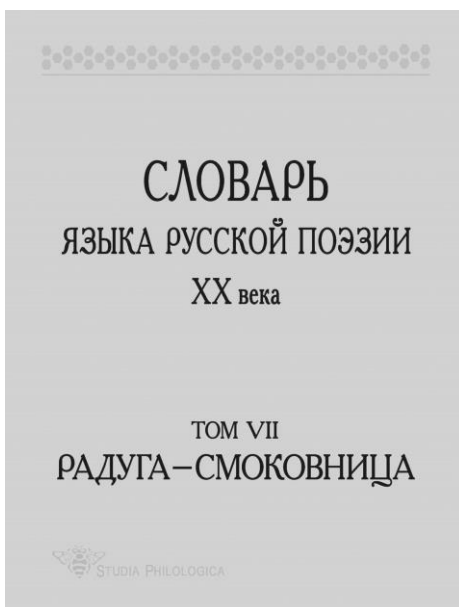 СЛОВАРЬ
ЯЗЫКА РУССКОЙ ПОЭЗИИ
XX века
ТОМ VII
РАДУГА–СМОКОВНИЦА
STUDIA PHILOLOGICA